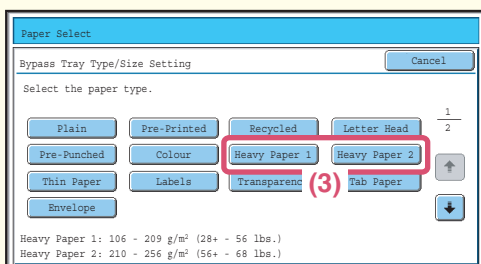 Paper Select
Bypass Tray Type/Size Setting
Cancel
Select the paper type.
1
2
Plain
Pre-Printed
Recycled
Letter Head
Pre-Punched
Colour
Heavy Paper 1
Heavy Paper 2
Thin Paper
Labels
Transparenc
(3)
Tab Paper
Envelope
Heavy Paper 1: 106 - 209 g/m² (28+ - 56 lbs.)
Heavy Paper 2: 210 - 256 g/m² (56+ - 68 lbs.)